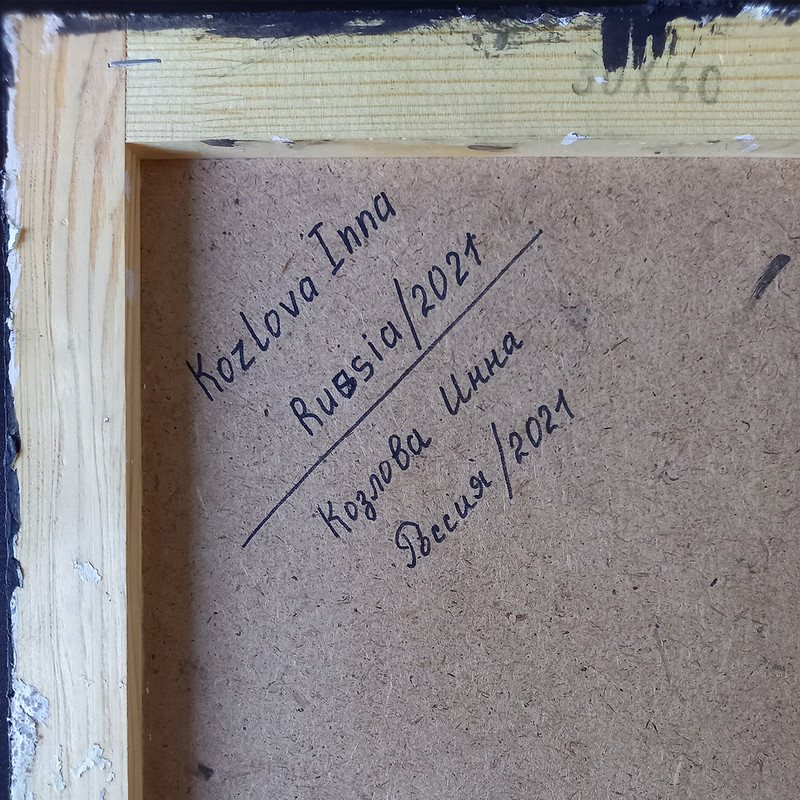 30x40
Kozlova Inna
Russia/2021
Козлова Инна
Россия/2021